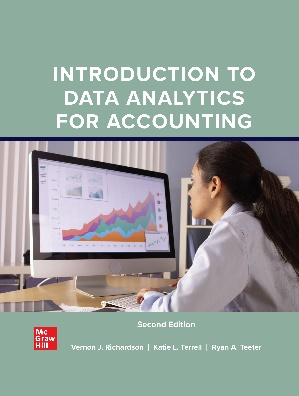 INTRODUCTION TO
DATA ANALYTICS
FOR ACCOUNTING
Second Edition
Mc
Graw
Hill
Vernon J. Richardson | Katie L. Terrell | Ryan A. Teeter